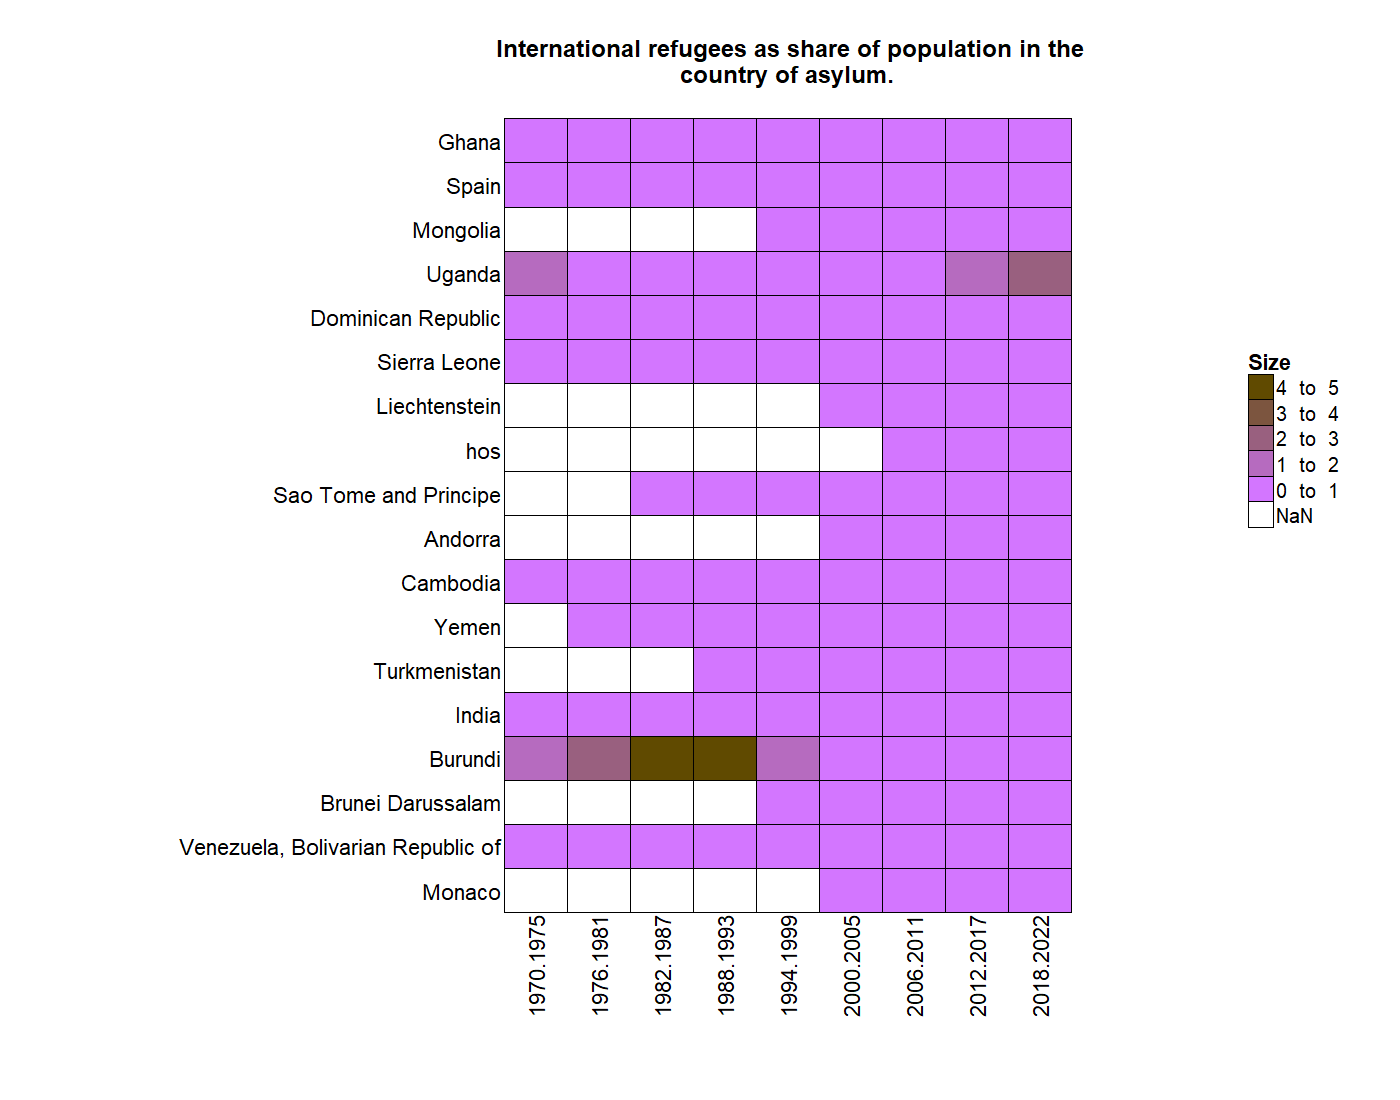 International refugees as share of population in the
country of asylum.
Ghana
Spain
Mongolia
Uganda
Dominican Republic
Sierra Leone
Liechtenstein
hos
Sao Tome and Principe
Andorra
Cambodia
Yemen
Turkmenistan
India
Burundi
Brunei Darussalam
Venezuela, Bolivarian Republic of
Monaco
1970.1975
1976.1981
1982.1987
1988.1993
1994.1999
2000.2005
2006.2011
2012.2017
2018.2022
Size
4 to 5
3 to 4
2 to 3
1 to 2
0 to 1
NaN